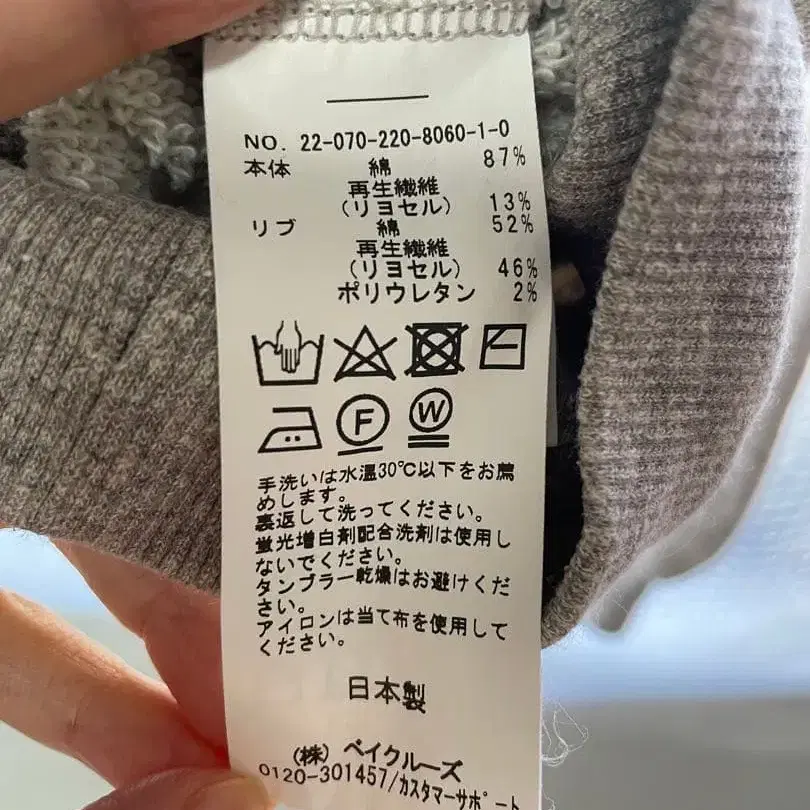 NO. 22-070-220-8060-1-0
本体 綿 87%
再生繊維
(リヨセル) 13%
リブ 綿 52%
再生繊維
(リヨセル) 46%
ポリウレタン 2%
F W
手洗いは水温30℃以下をお薦
めします。
裏返して洗ってください。
蛍光増白剤配合洗剤は使用し
ないでください。
タンブラー乾燥はお避けくだ
さい。
アイロンは当て布を使用して
ください。
日本製
(株) ベイクルーズ
0120-301457/カスタマーサポート